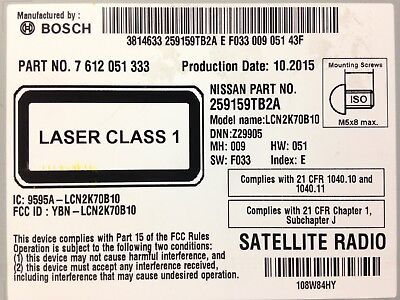 Manufactured by :
BOSCH
3814633 259159TB2A E F033 009 051 43F
PART NO. 7 612 051 333
Production Date: 10.2015
LASER CLASS 1
NISSAN PART NO.
259159TB2A
Model name:LCN2K70B10
DNN:Z29905
MH: 009 HW: 051
SW: F033 Index: E
Mounting Screws
ISO
M5x8 max.
IC: 9595A-LCN2K70B10
FCC ID : YBN-LCN2K70B10
Complies with 21 CFR 1040.10 and
1040.11
Complies with 21 CFR Chapter 1,
Subchapter J
This device complies with Part 15 of the FCC Rules
Operation is subject to the following two conditions:
(1) this device may not cause harmful interference, and
(2) this device must accept any interference received,
including interference that may cause undesired operation.
SATELLITE RADIO
108W84HY